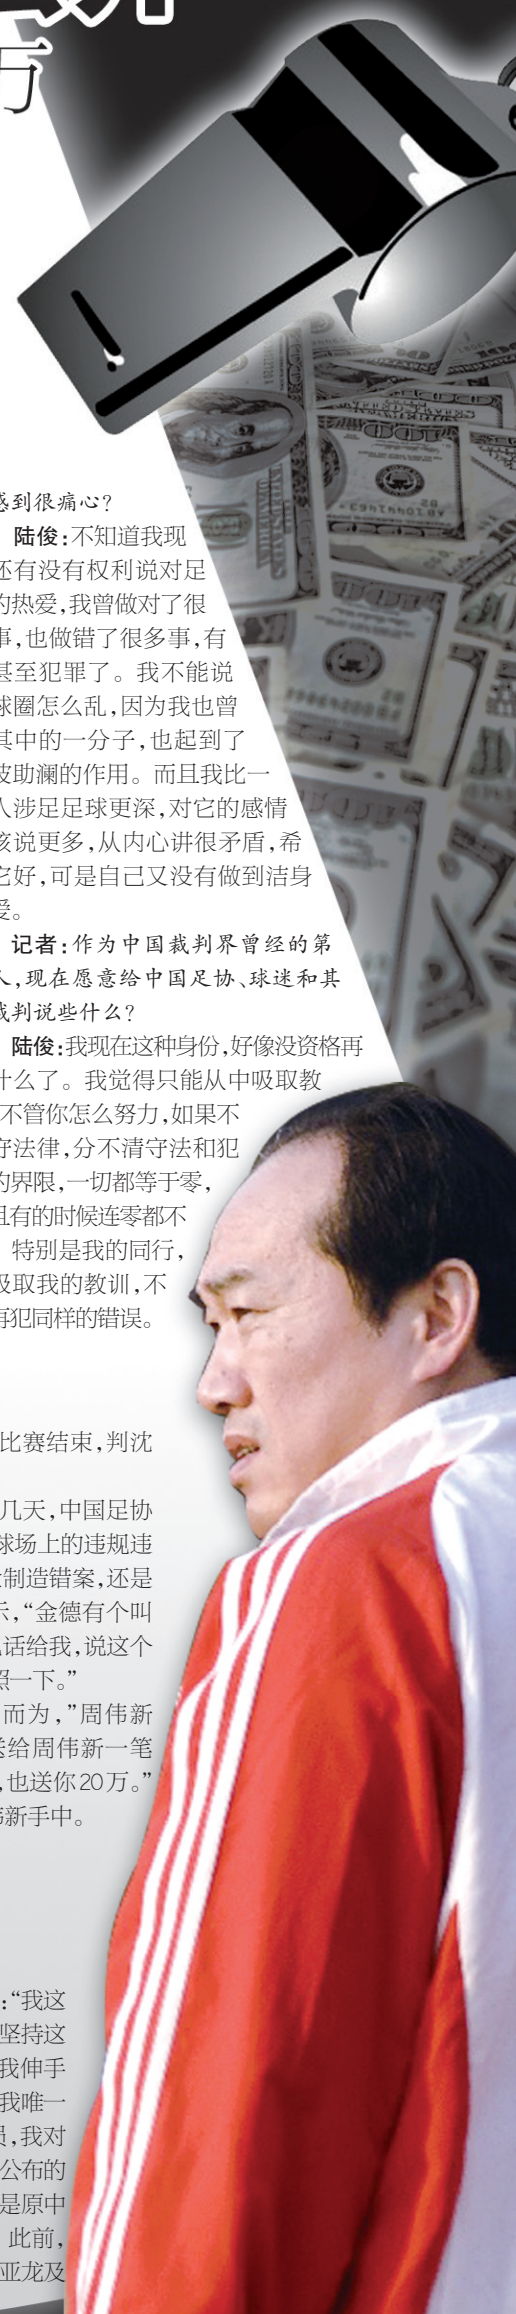 万
感到很痛心？
陆俊：不知道我现
还有没有权利说对足
的热爱，我曾做对了很
事，也做错了很多事，有
甚至犯罪了。我不能说
球圈怎么乱，因为我也曾
其中的一分子，也起到了
波助澜的作用。而且我比一
人涉足足球更深，对它的感情
该说更多，从内心讲很矛盾，希
它好，可是自己又没有做到洁身
爱。
记者：作为中国裁判界曾经的第
人，现在愿意给中国足协、球迷和其
裁判说些什么？
陆俊：我现在这种身份，好像没资格再
什么了。我觉得只能从中吸取教
不管你怎么努力，如果不
守法律，分不清守法和犯
的界限，一切都等于零，
且有的时候连零都不
特别是我的同行，
吸取我的教训，不
再犯同样的错误。
比赛结束，判沈
几天，中国足协
球场上的违规违
制造错案，还是
示，“金德有个叫
话给我，说这个
照一下。”
而为，”周伟新
送给周伟新一笔
，也送你20万。”
伟新手中。
：“我这
坚持这
我伸手
我唯一
员，我对
公布的
是原中
此前，
亚龙及